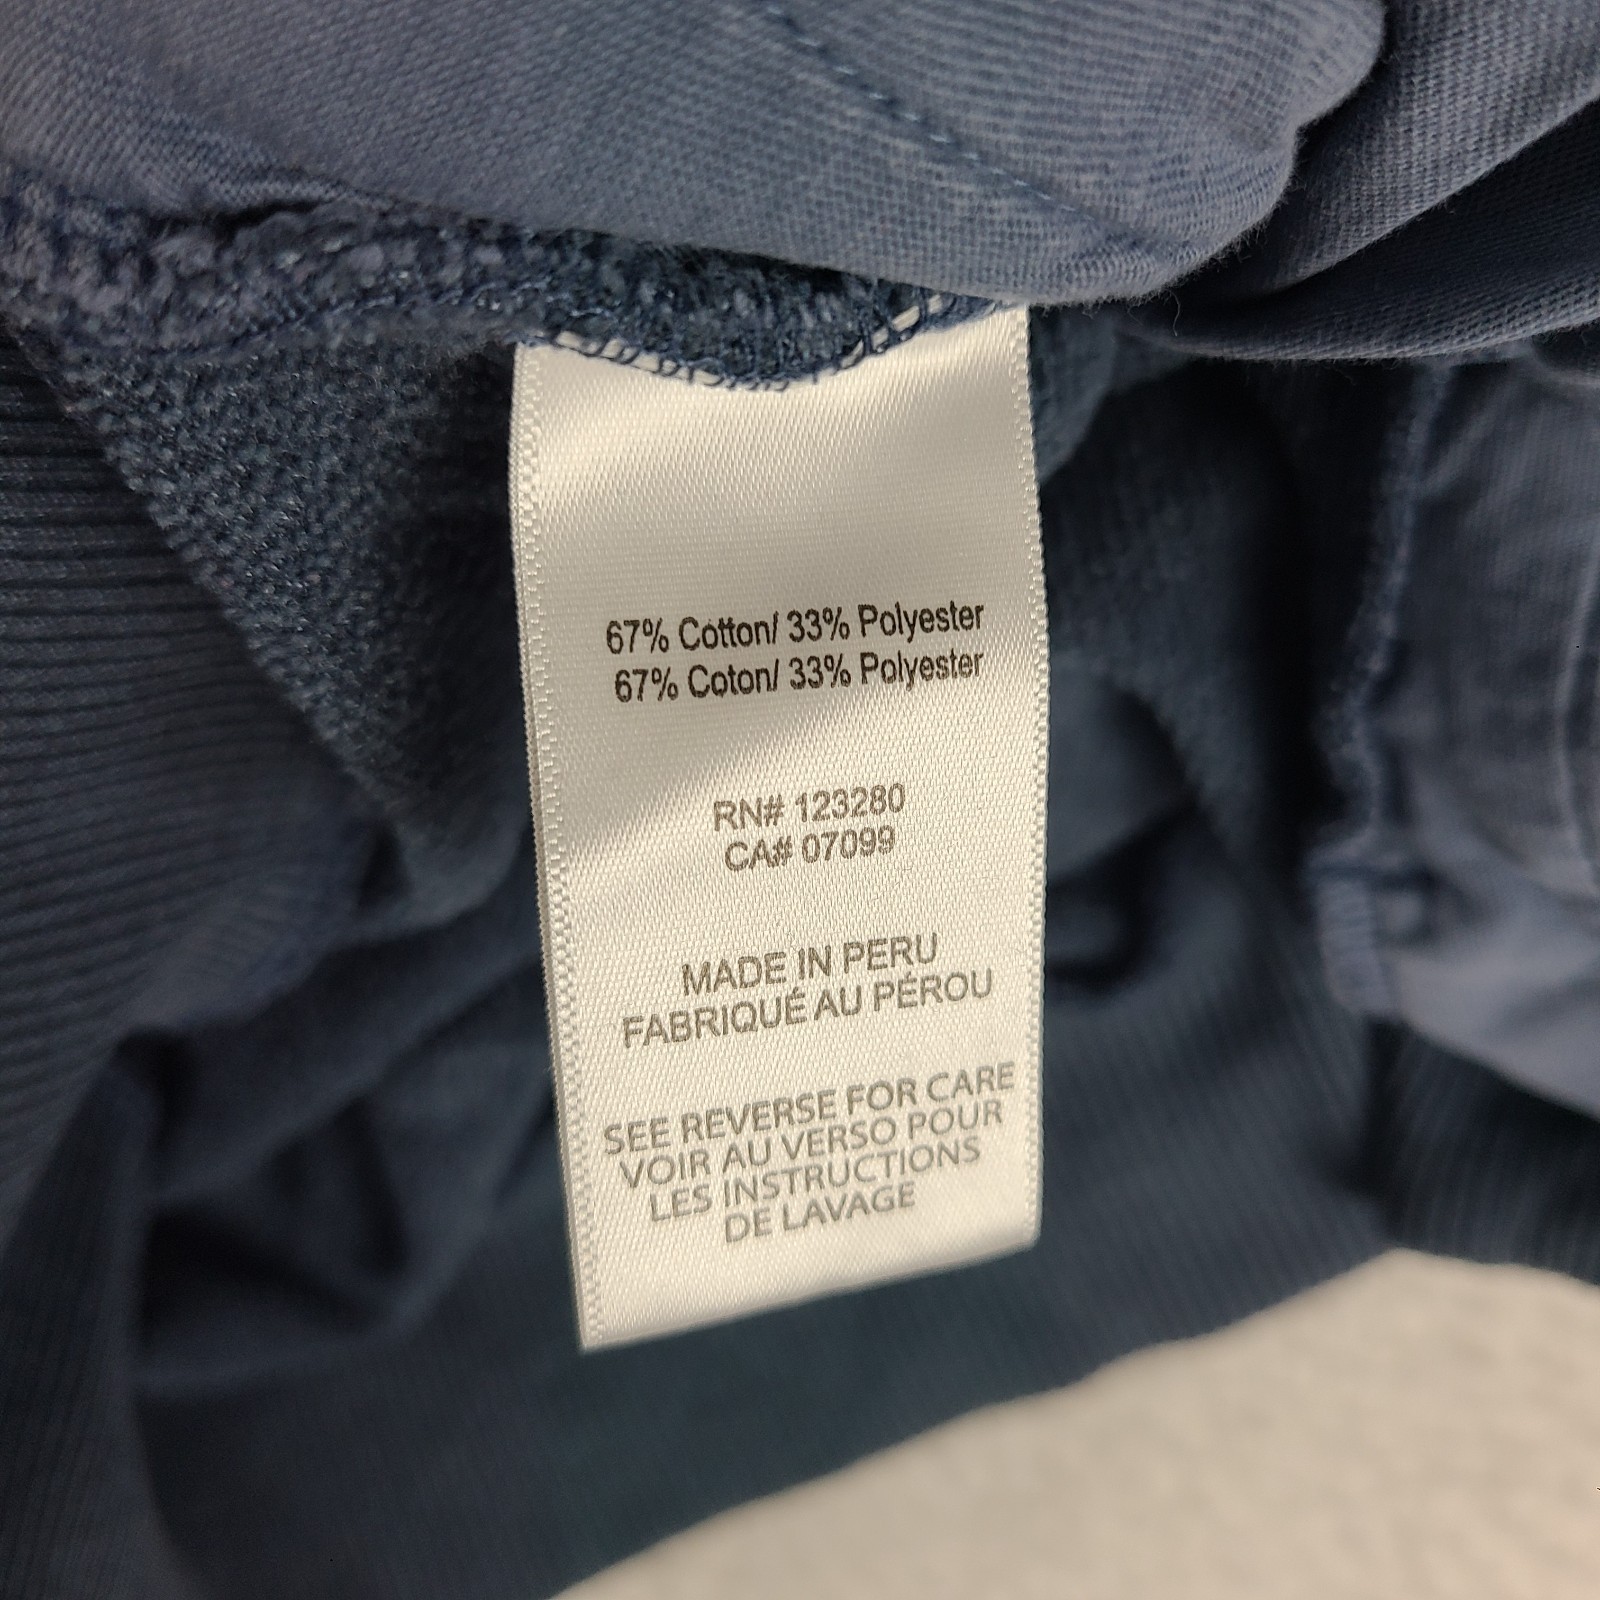 67% Cotton/ 33% Polyester
67% Coton/ 33% Polyester
RN# 123280
CA# 07099
MADE IN PERU
FABRIQUÉ AU PÉROU
SEE REVERSE FOR CARE
VOIR AU VERSO POUR
LES INSTRUCTIONS
DE LAVAGE